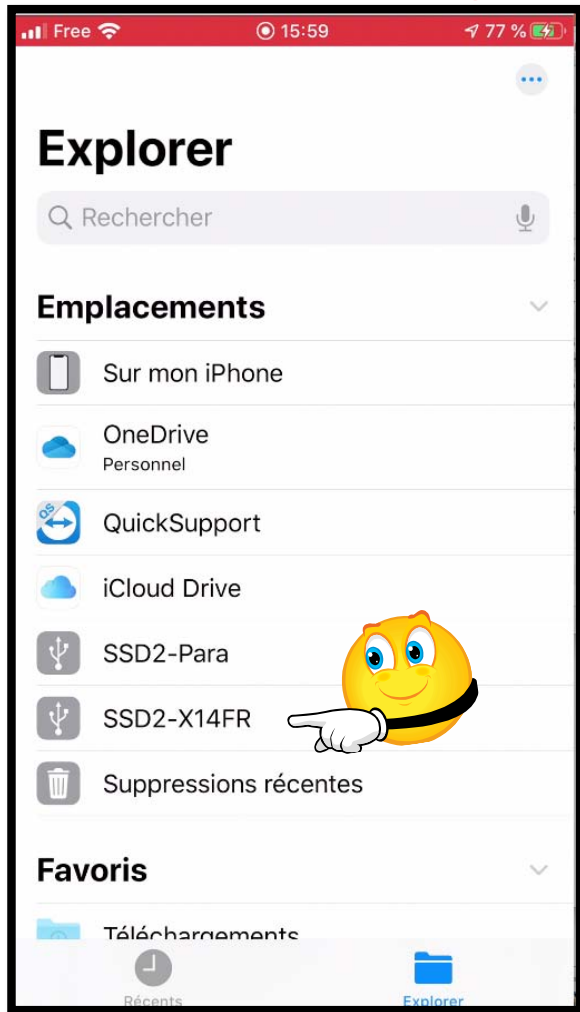 Free 15:59 77 %
Explorer
Rechercher
Emplacements
Sur mon iPhone
OneDrive
Personnel
QS
QuickSupport
iCloud Drive
SSD2-Para
SSD2-X14FR
Suppressions récentes
Favoris
Téléchargements
Récents Explorer